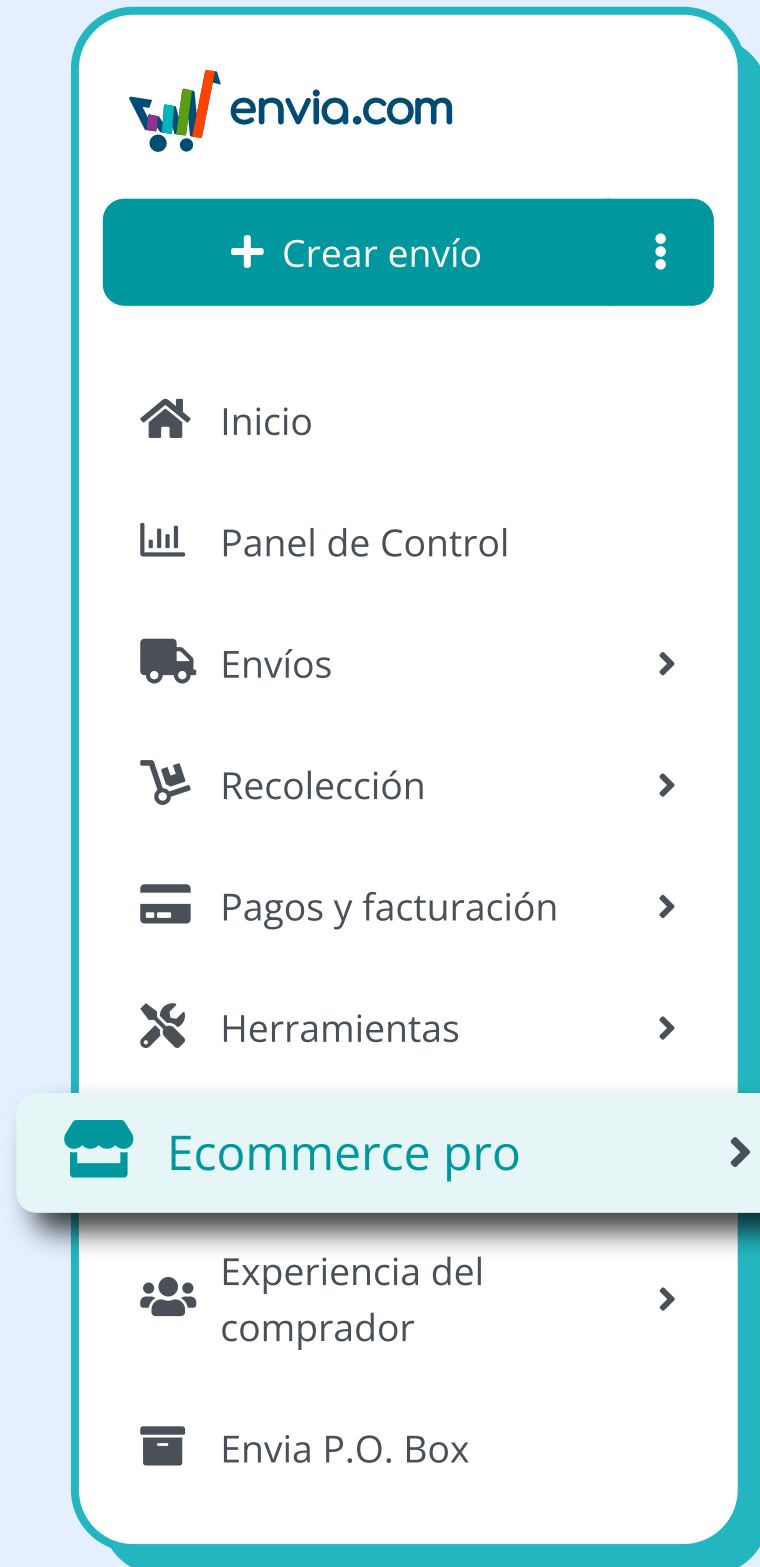 envia.com
Crear envío
Inicio
Panel de Control
Envíos
Recolección
Pagos y facturación
Herramientas
Ecommerce pro
Experiencia del
comprador
Envia P.O. Box